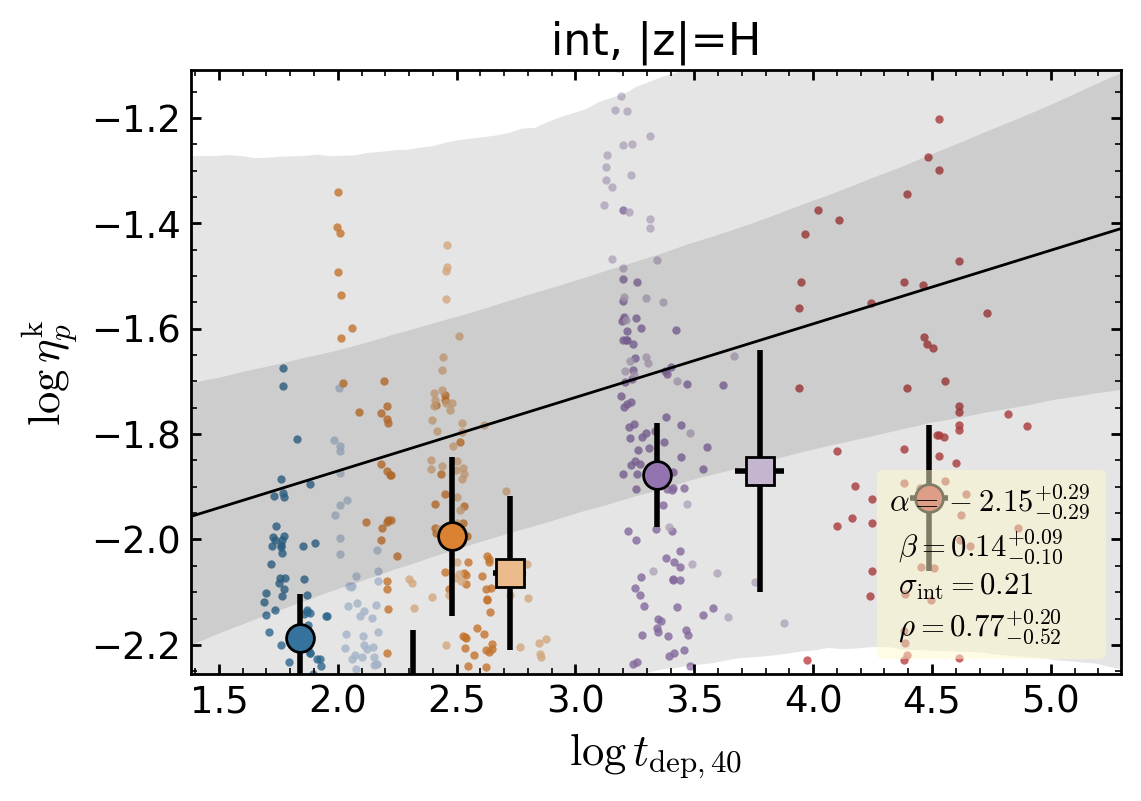 int, |z|=H
−1.2
−1.4
−1.6
−1.8
−2.0
−2.2
log η_p^k
α = −2.15^{+0.29}_{−0.29}
β = 0.14^{+0.09}_{−0.10}
σ_int = 0.21
ρ = 0.77^{+0.20}_{−0.52}
1.5 2.0 2.5 3.0 3.5 4.0 4.5 5.0
log t_{dep, 40}